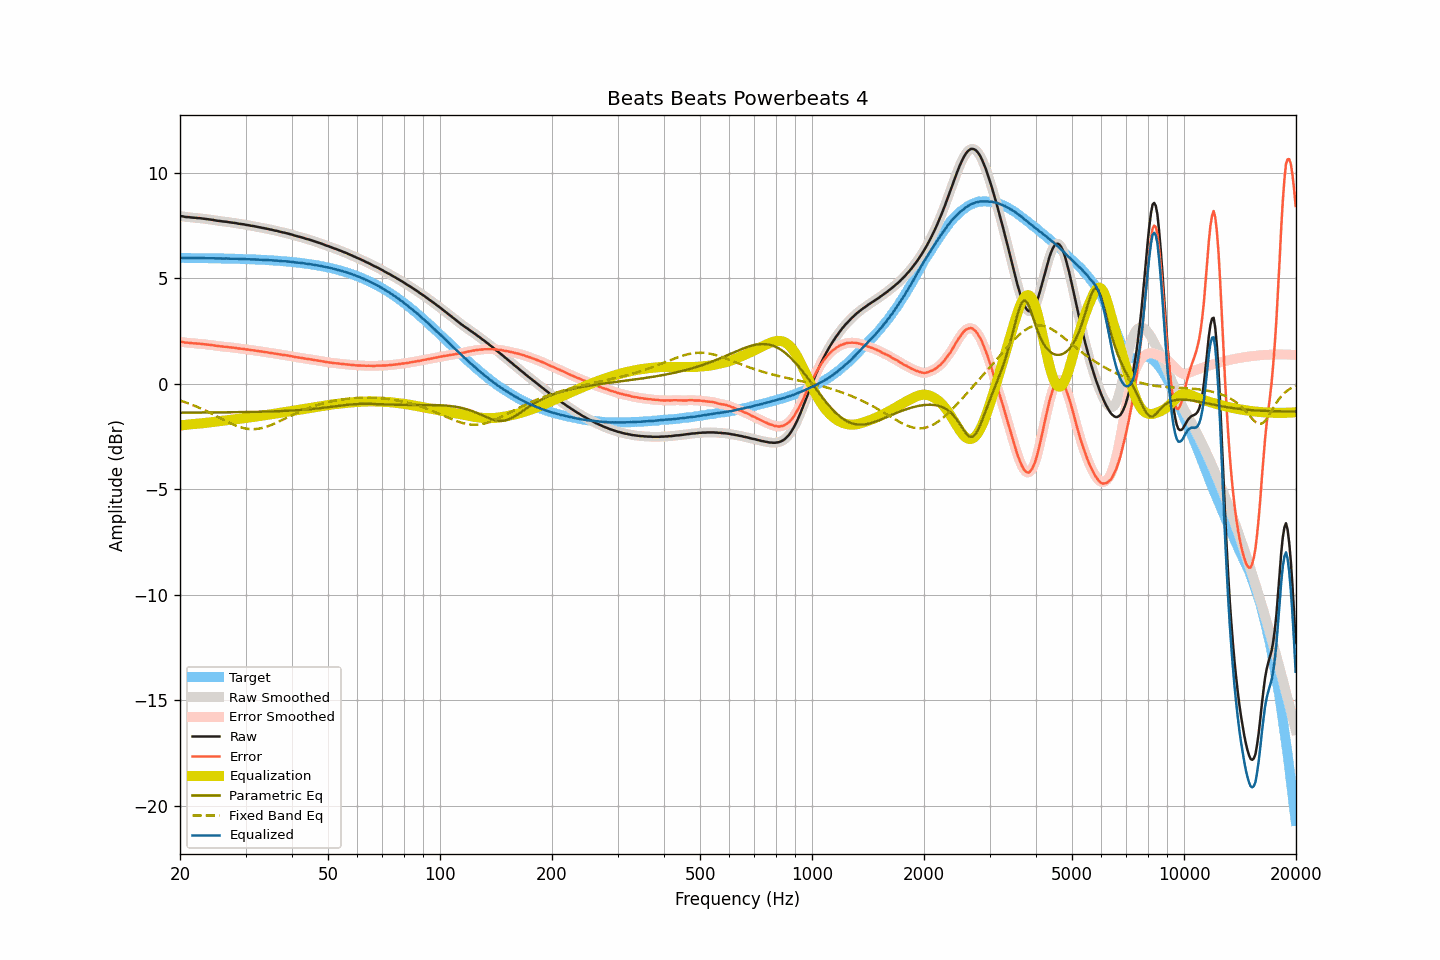 Beats Beats Powerbeats 4
10
5
0
−5
−10
−15
−20
Amplitude (dBr)
Target
Raw Smoothed
Error Smoothed
Raw
Error
Equalization
Parametric Eq
Fixed Band Eq
Equalized
20 50 100 200 500 1000 2000 5000 10000 20000
Frequency (Hz)